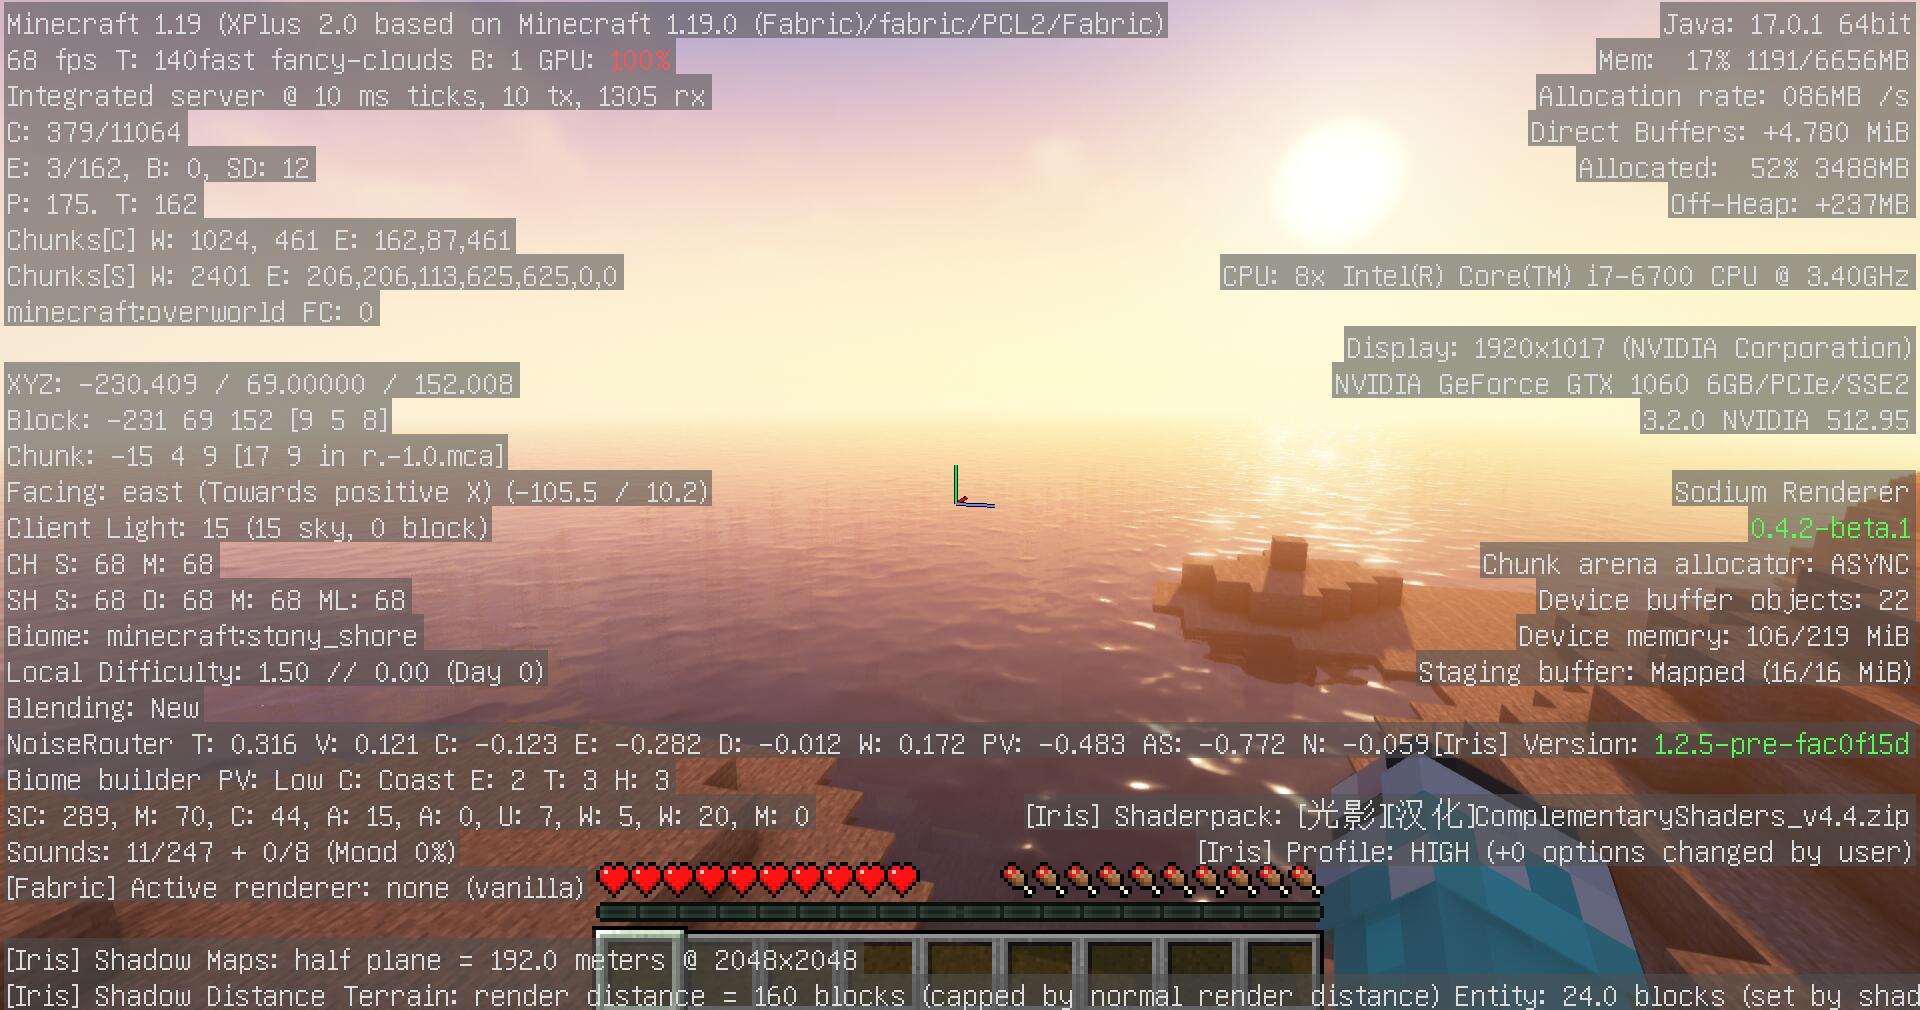 Minecraft 1.19 (XPlus 2.0 based on Minecraft 1.19.0 (Fabric)/fabric/PCL2/Fabric)
68 fps T: 140fast fancy-clouds B: 1 GPU: 100%
Integrated server @ 10 ms ticks, 10 tx, 1305 rx
C: 379/11064
E: 3/162, B: 0, SD: 12
P: 175. T: 162
Chunks[C] W: 1024, 461 E: 162,87,461
Chunks[S] W: 2401 E: 206,206,113,625,625,0,0
minecraft:overworld FC: 0
XYZ: -230.409 / 69.00000 / 152.008
Block: -231 69 152 [9 5 8]
Chunk: -15 4 9 [17 9 in r.-1.0.mca]
Facing: east (Towards positive X) (-105.5 / 10.2)
Client Light: 15 (15 sky, 0 block)
CH S: 68 M: 68
SH S: 68 O: 68 M: 68 ML: 68
Biome: minecraft:stony_shore
Local Difficulty: 1.50 // 0.00 (Day 0)
Blending: New
NoiseRouter T: 0.316 V: 0.121 C: -0.123 E: -0.282 D: -0.012 W: 0.172 PV: -0.483 AS: -0.772 N: -0.059
Biome builder PV: Low C: Coast E: 2 T: 3 H: 3
SC: 289, M: 70, C: 44, A: 15, A: 0, U: 7, W: 5, W: 20, M: 0
Sounds: 11/247 + 0/8 (Mood 0%)
[Fabric] Active renderer: none (vanilla)
[Iris] Shadow Maps: half plane = 192.0 meters @ 2048x2048
[Iris] Shadow Distance Terrain: render distance = 160 blocks (capped by normal render distance) Entity: 24.0 blocks (set by shad
Java: 17.0.1 64bit
Mem: 17% 1191/6656MB
Allocation rate: 086MB /s
Direct Buffers: +4.780 MiB
Allocated: 52% 3488MB
Off-Heap: +237MB
CPU: 8x Intel(R) Core(TM) i7-6700 CPU @ 3.40GHz
Display: 1920x1017 (NVIDIA Corporation)
NVIDIA GeForce GTX 1060 6GB/PCIe/SSE2
3.2.0 NVIDIA 512.95
Sodium Renderer
0.4.2-beta.1
Chunk arena allocator: ASYNC
Device buffer objects: 22
Device memory: 106/219 MiB
Staging buffer: Mapped (16/16 MiB)
[Iris] Version: 1.2.5-pre-fac0f15d
[Iris] Shaderpack: [光影][汉化]ComplementaryShaders_v4.4.zip
[Iris] Profile: HIGH (+0 options changed by user)